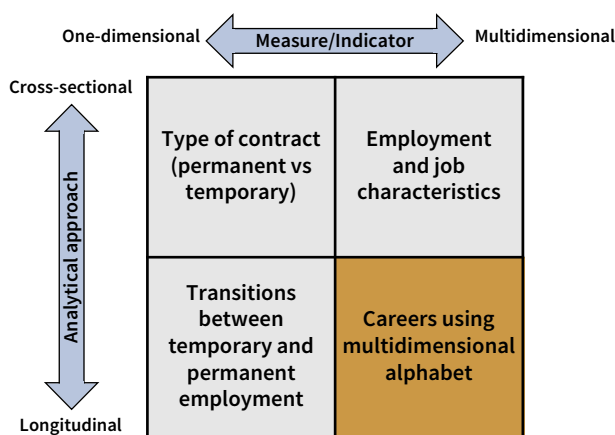 One-dimensional
Measure/Indicator
Multidimensional
Cross-sectional
Analytical approach
Longitudinal
Type of contract
(permanent vs
temporary)
Employment
and job
characteristics
Transitions
between
temporary and
permanent
employment
Careers using
multidimensional
alphabet